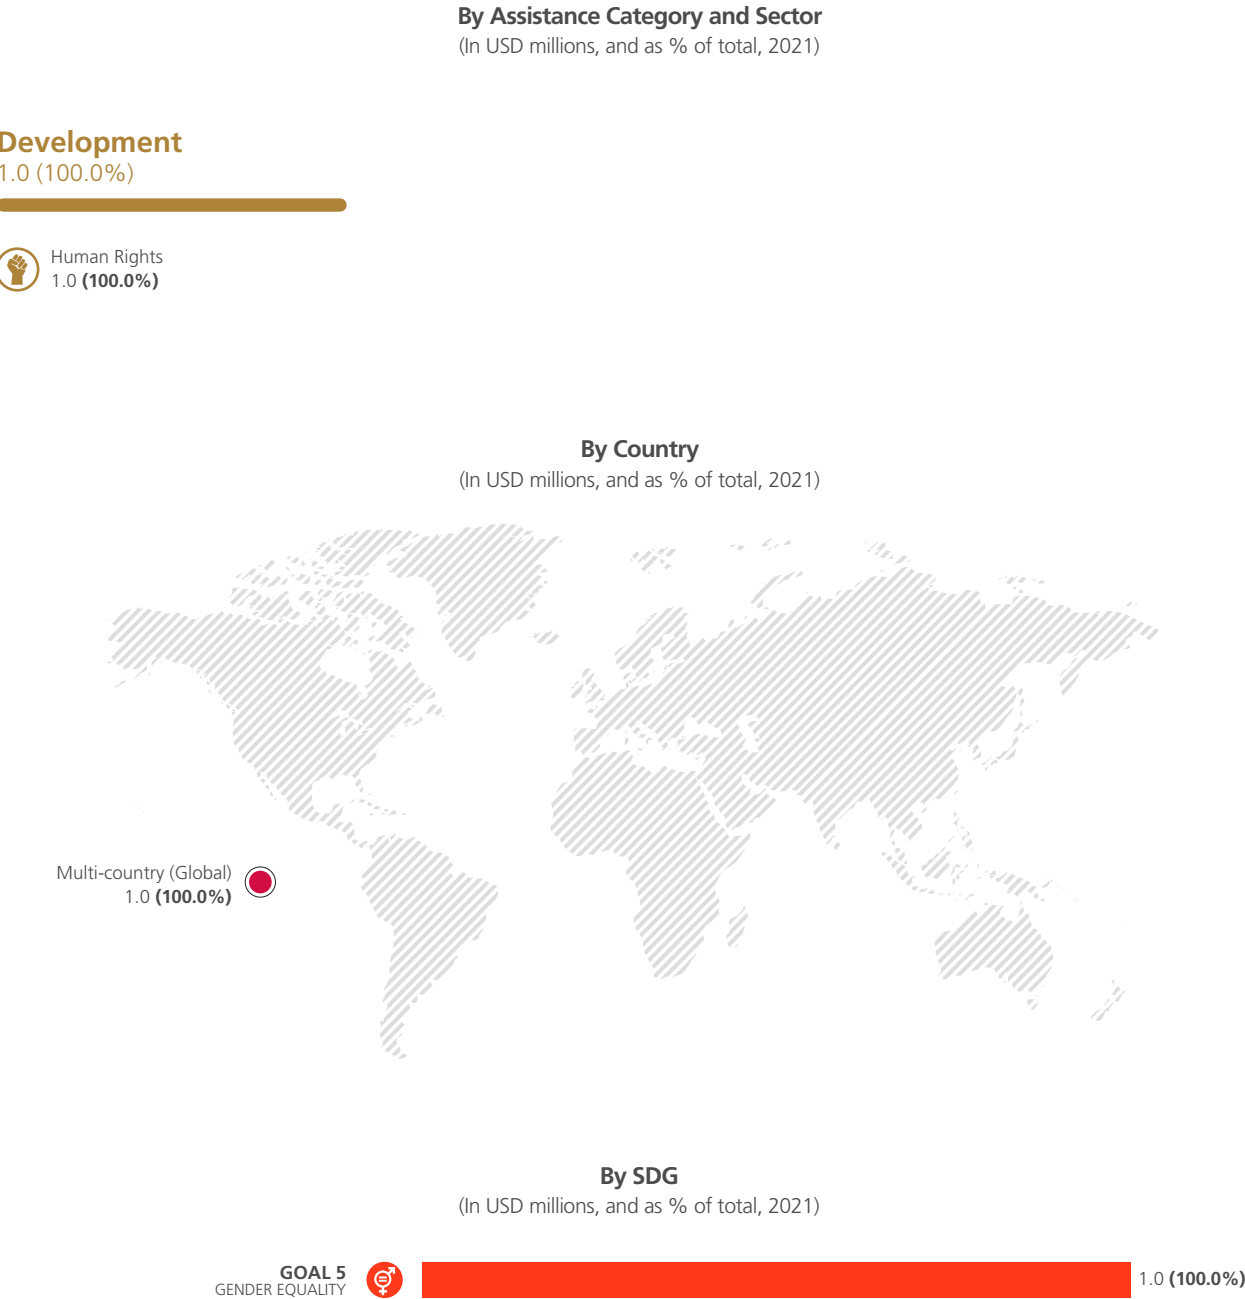 By Assistance Category and Sector
(In USD millions, and as % of total, 2021)
Development
1.0 (100.0%)
Human Rights
1.0 (100.0%)
By Country
(In USD millions, and as % of total, 2021)
Multi-country (Global)
1.0 (100.0%)
By SDG
(In USD millions, and as % of total, 2021)
GOAL 5
GENDER EQUALITY
1.0 (100.0%)